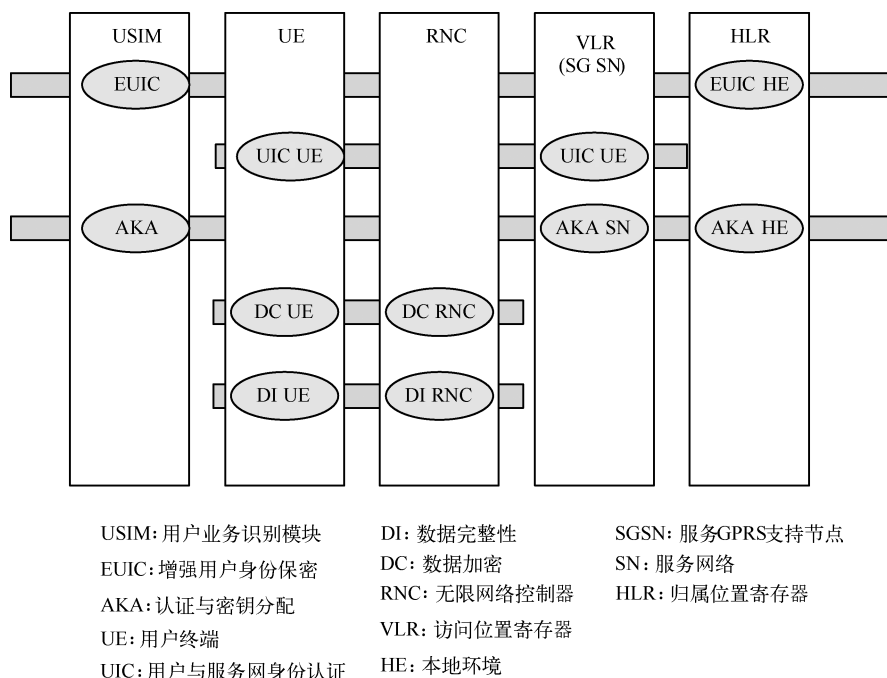 USIM
UE
RNC
VLR
(SG SN)
HLR
EUIC
EUIC HE
UIC UE
UIC UE
AKA
AKA SN
AKA HE
DC UE
DC RNC
DI UE
DI RNC
USIM：用户业务识别模块
EUIC：增强用户身份保密
AKA：认证与密钥分配
UE：用户终端
UIC：用户与服务网身份认证
DI：数据完整性
DC：数据加密
RNC：无限网络控制器
VLR：访问位置寄存器
HE：本地环境
SGSN：服务GPRS支持节点
SN：服务网络
HLR：归属位置寄存器